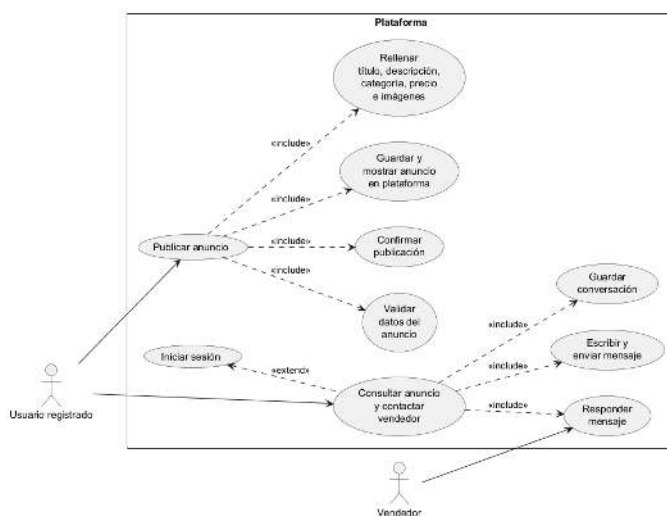 Plataforma
Rellenar
título, descripción,
categoría, precio
e imágenes
«include»
Guardar y
mostrar anuncio
en plataforma
«include»
Publicar anuncio
«include»
Confirmar
publicación
«include»
Validar
datos del
anuncio
Guardar
conversación
«include»
Iniciar sesión
«extend»
Escribir y
enviar mensaje
«include»
Consultar anuncio
y contactar
vendedor
«include»
Responder
mensaje
Usuario registrado
Vendedor